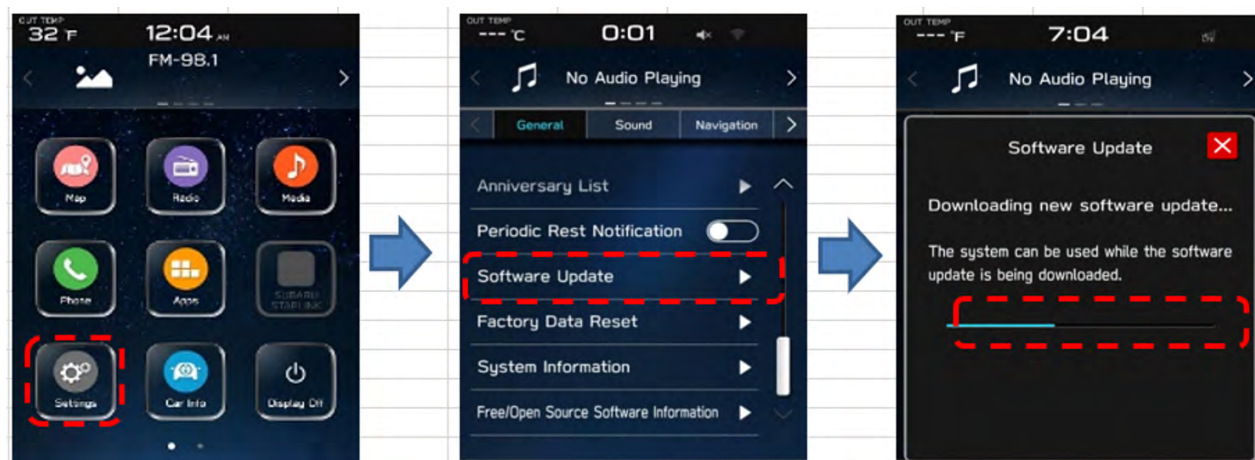 OUT TEMP
32 °F
12:04 AM
FM-98.1
Map
Radio
Media
Phone
Apps
SUBARU
STARLINK
Settings
Car Info
Display Off
OUT TEMP
--- °C
0:01
No Audio Playing
General
Sound
Navigation
Anniversary List
Periodic Rest Notification
Software Update
Factory Data Reset
System Information
Free/Open Source Software Information
OUT TEMP
--- °F
7:04
No Audio Playing
Software Update
Downloading new software update...
The system can be used while the software
update is being downloaded.